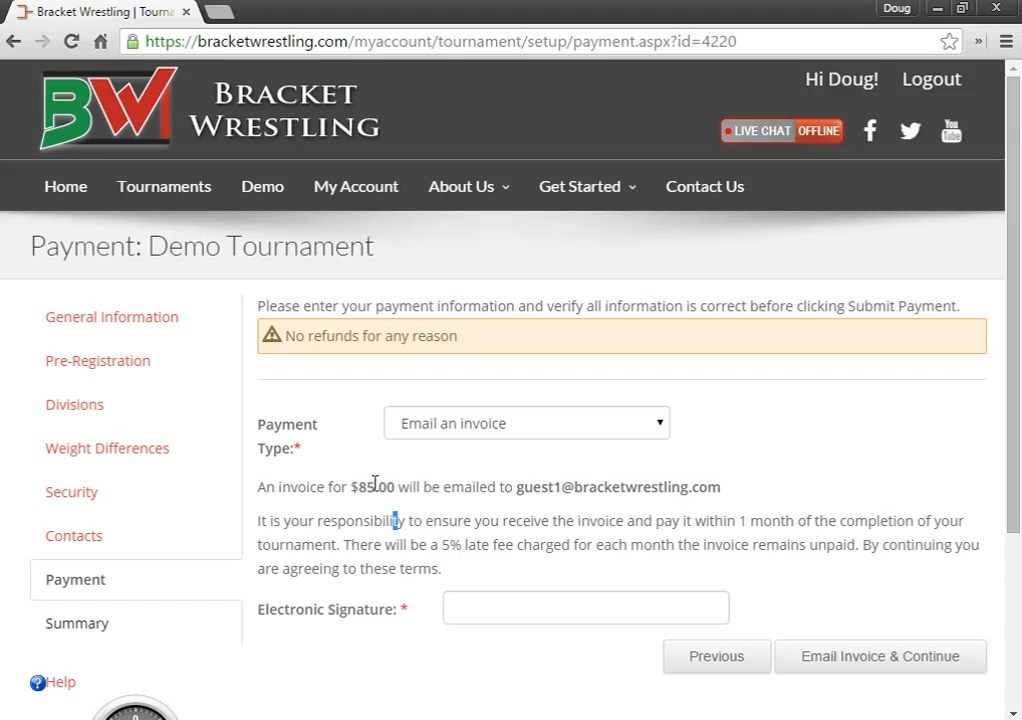 Bracket Wrestling | Tourna
Doug
https://bracketwrestling.com/myaccount/tournament/setup/payment.aspx?id=4220
BW
BRACKET
WRESTLING
Hi Doug! Logout
LIVE CHAT OFFLINE
You
Tube
Home Tournaments Demo My Account About Us Get Started Contact Us
Payment: Demo Tournament
General Information
Pre-Registration
Divisions
Weight Differences
Security
Contacts
Payment
Summary
Help
Please enter your payment information and verify all information is correct before clicking Submit Payment.
No refunds for any reason
Payment
Type:*
Email an invoice
An invoice for $85.00 will be emailed to guest1@bracketwrestling.com
It is your responsibility to ensure you receive the invoice and pay it within 1 month of the completion of your
tournament. There will be a 5% late fee charged for each month the invoice remains unpaid. By continuing you
are agreeing to these terms.
Electronic Signature: *
Previous Email Invoice & Continue